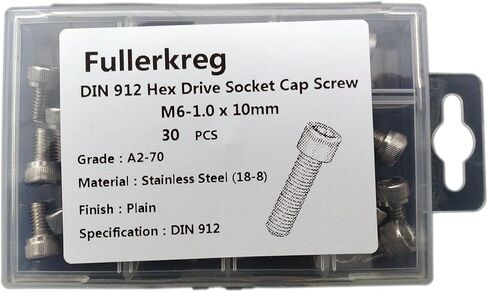 Fullerkreg
DIN 912 Hex Drive Socket Cap Screw
M6-1.0 x 10mm
30 PCS
Grade : A2-70
Material : Stainless Steel (18-8)
Finish : Plain
Specification : DIN 912